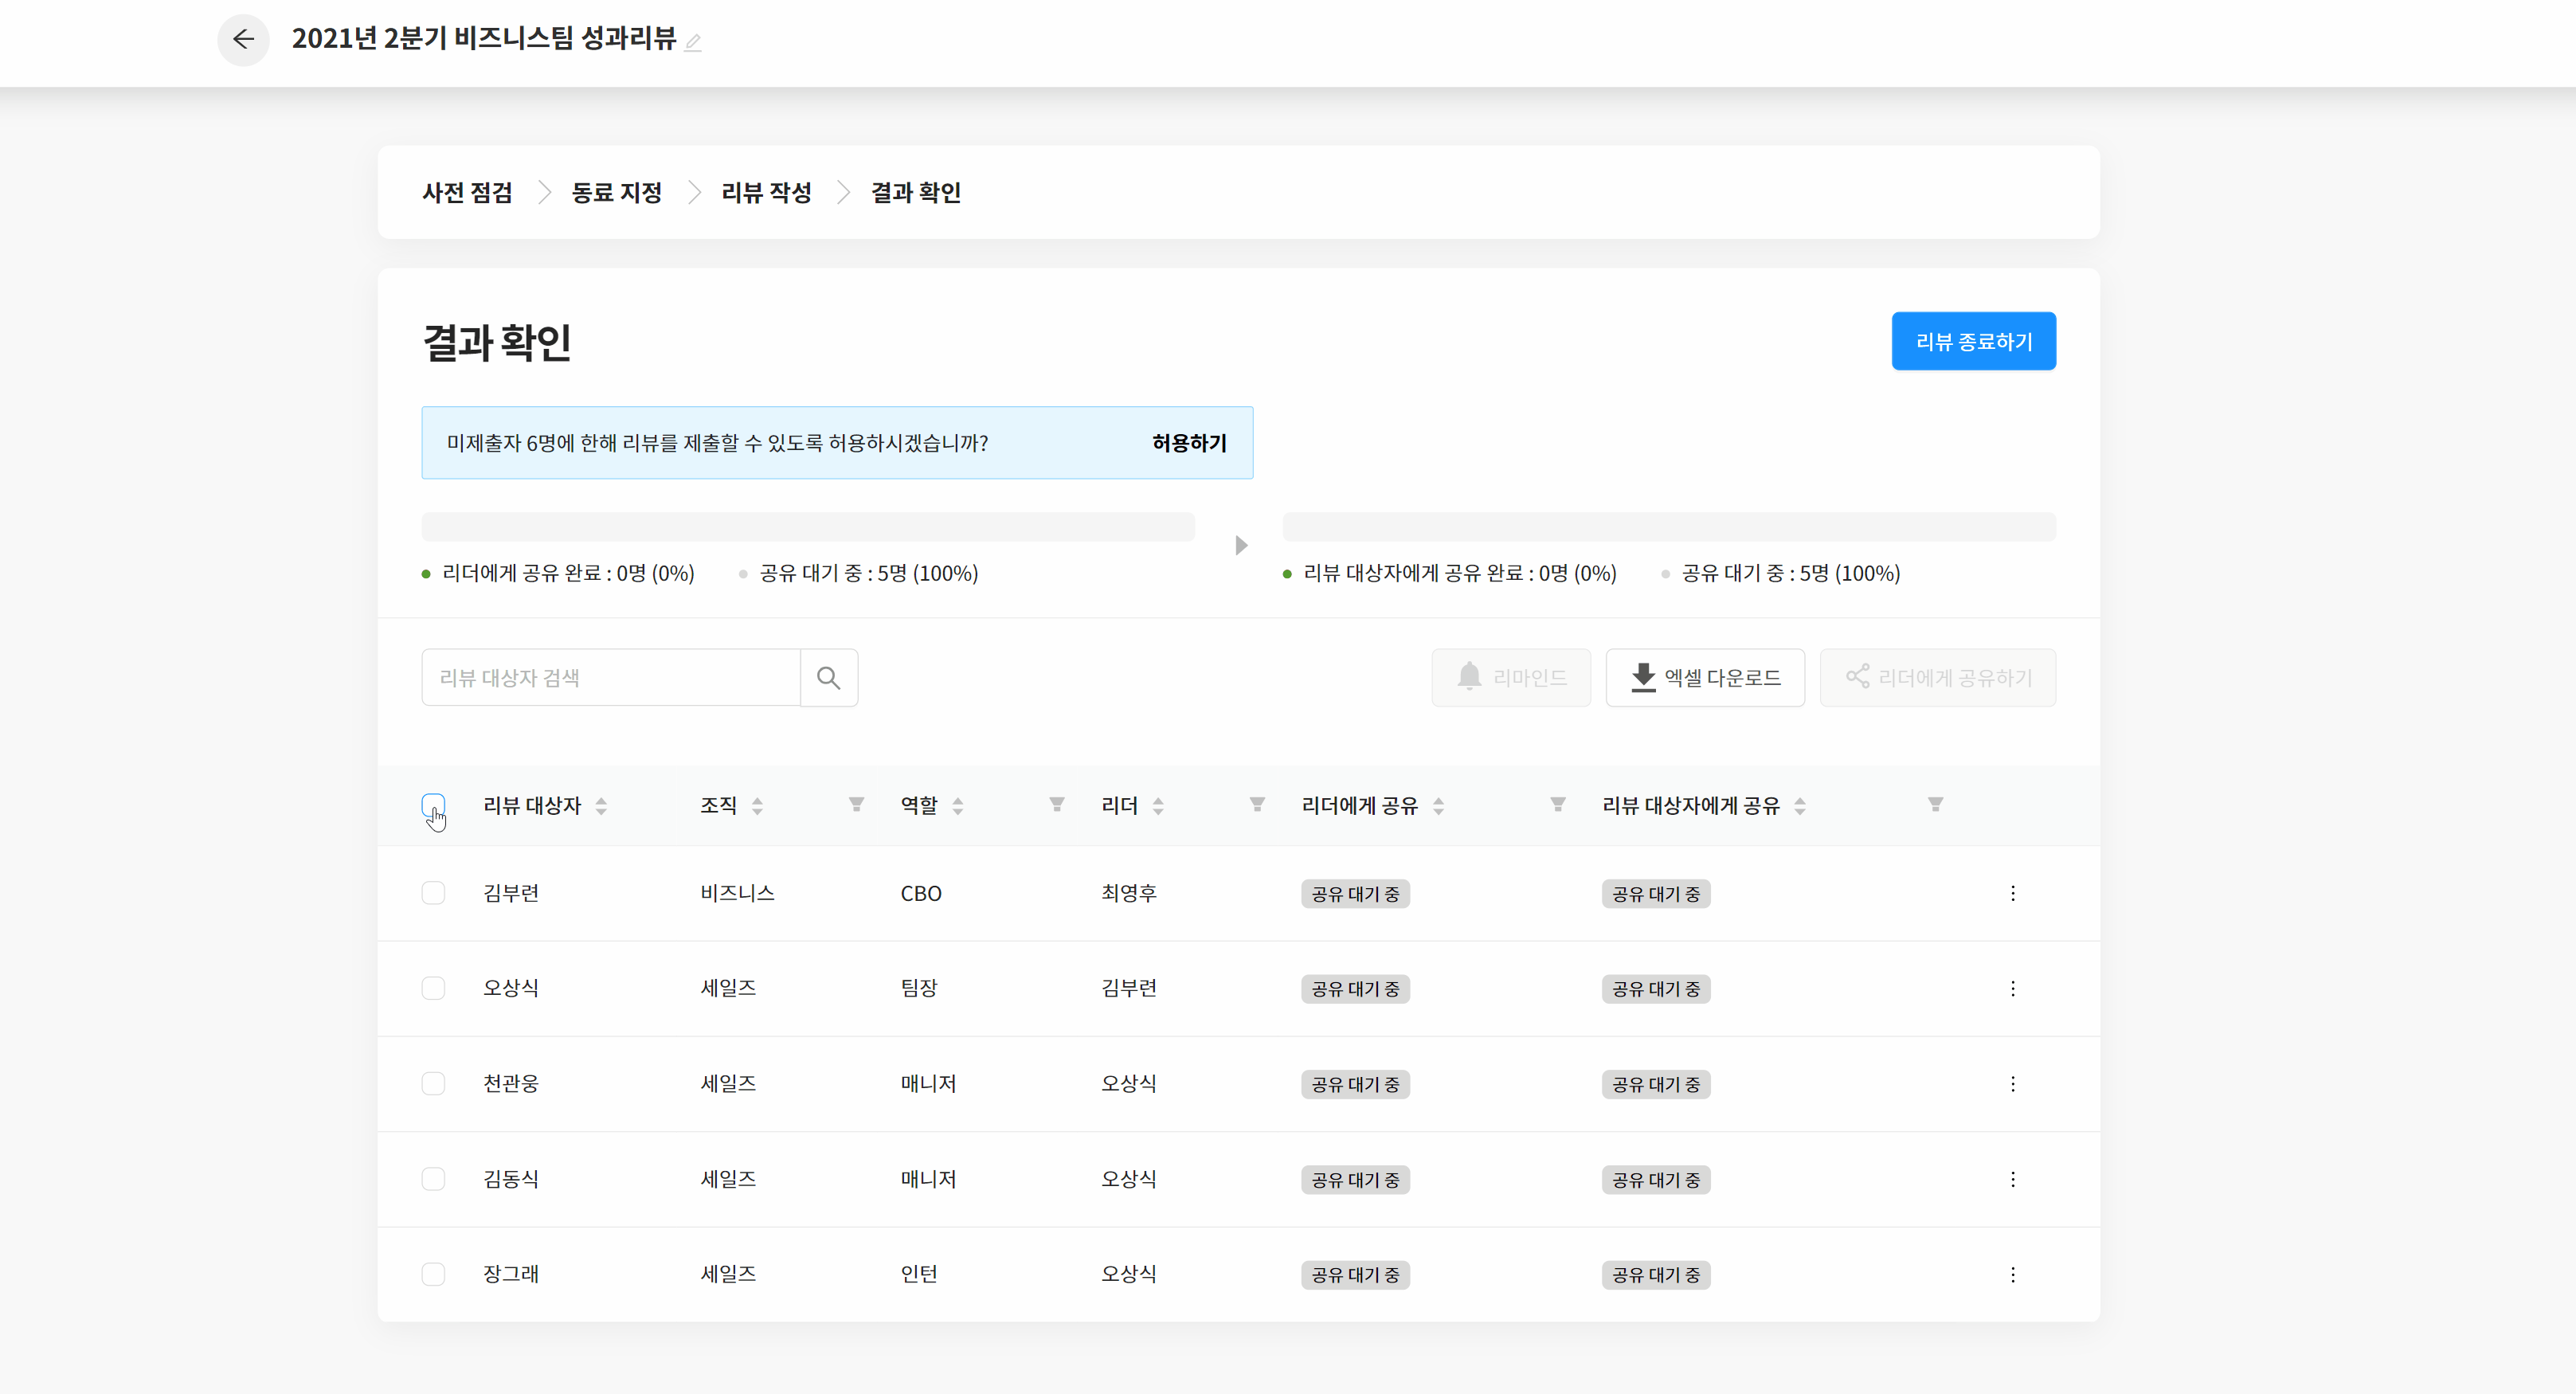 2021년 2분기 비즈니스팀 성과리뷰
사전 점검 동료 지정 리뷰 작성 결과 확인
결과 확인
리뷰 종료하기
미제출자 6명에 한해 리뷰를 제출할 수 있도록 허용하시겠습니까? 허용하기
리더에게 공유 완료 : 0명 (0%) 공유 대기 중 : 5명 (100%) 리뷰 대상자에게 공유 완료 : 0명 (0%) 공유 대기 중 : 5명 (100%)
리뷰 대상자 검색 리마인드 엑셀 다운로드 리더에게 공유하기
리뷰 대상자 조직 역할 리더 리더에게 공유 리뷰 대상자에게 공유
김부련 비즈니스 CBO 최영후 공유 대기 중 공유 대기 중
오상식 세일즈 팀장 김부련 공유 대기 중 공유 대기 중
천관웅 세일즈 매니저 오상식 공유 대기 중 공유 대기 중
김동식 세일즈 매니저 오상식 공유 대기 중 공유 대기 중
장그래 세일즈 인턴 오상식 공유 대기 중 공유 대기 중